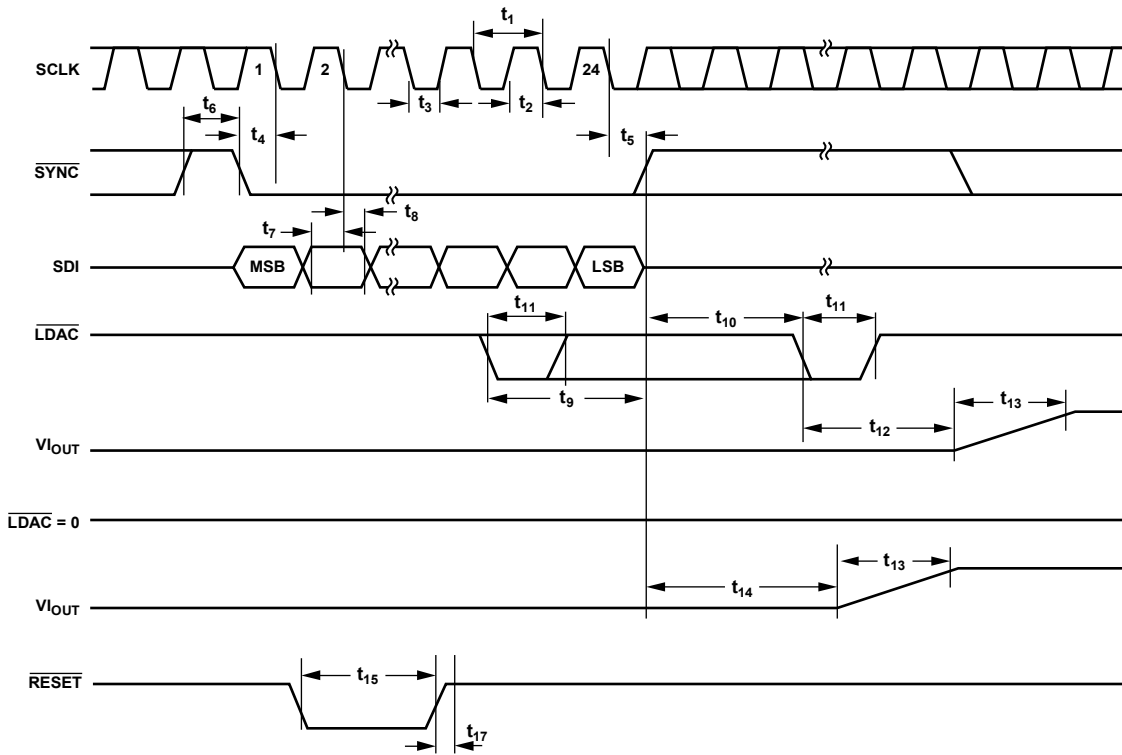 t1
SCLK
1
2
24
t3
t2
t6
t4
t5
SYNC
t7
t8
SDI
MSB
LSB
t11
t10
t11
LDAC
t9
t13
t12
VIOUT
LDAC = 0
t13
t14
VIOUT
t15
RESET
t17